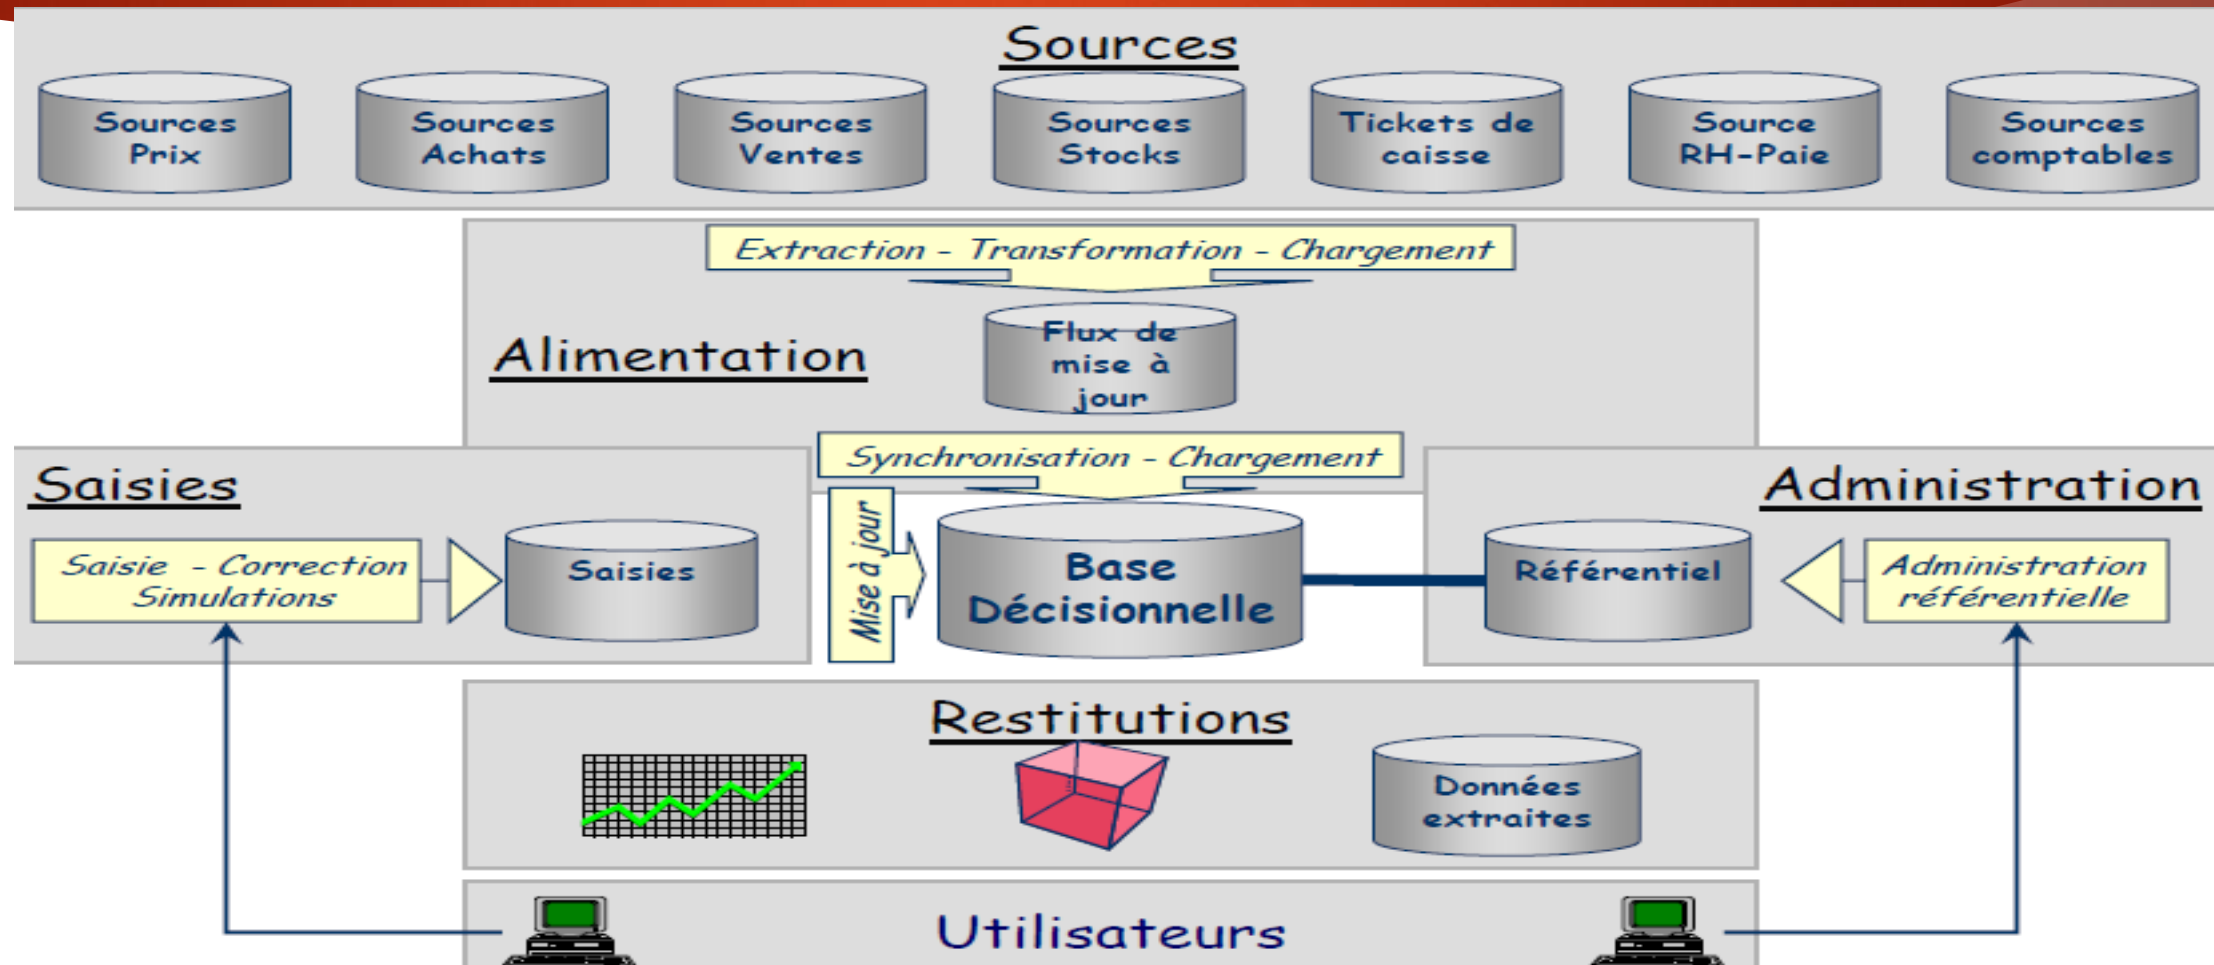 Sources
Sources
Prix
Sources
Achats
Sources
Ventes
Sources
Stocks
Tickets de
caisse
Source
RH-Paie
Sources
comptables
Extraction - Transformation - Chargement
Alimentation
Flux de
mise à
jour
Synchronisation - Chargement
Saisies
Saisie - Correction
Simulations
Saisies
Mise à jour
Base
Décisionnelle
Administration
Référentiel
Administration
référentielle
Restitutions
Données
extraites
Utilisateurs